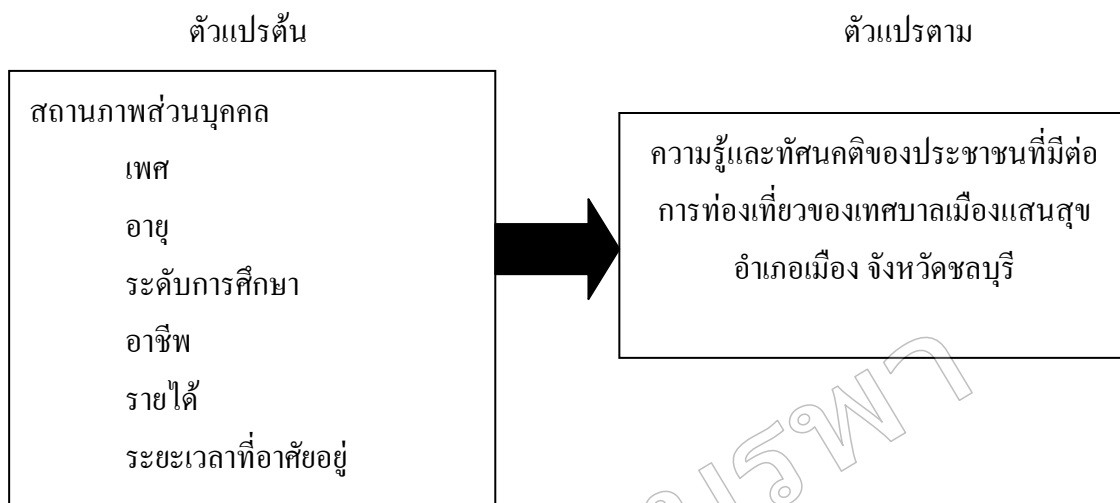 ตัวแปรต้น
ตัวแปรตาม
สถานภาพส่วนบุคคล
เพศ
อายุ
ระดับการศึกษา
อาชีพ
รายได้
ระยะเวลาที่อาศัยอยู่
ความรู้และทัศนคติของประชาชนที่มีต่อ
การท่องเที่ยวของเทศบาลเมืองแสนสุข
อำเภอเมือง จังหวัดชลบุรี